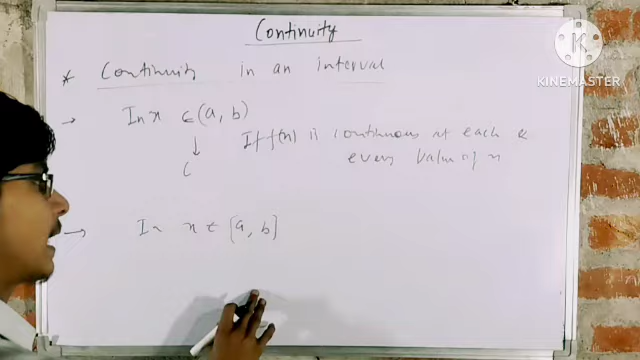 Continuity
K
KINEMASTER
* Continuity in an interval
→ In x ∈ (a, b)
↓ If f(x) is continuous at each &
C every value of x
→ In x ∈ [a, b]